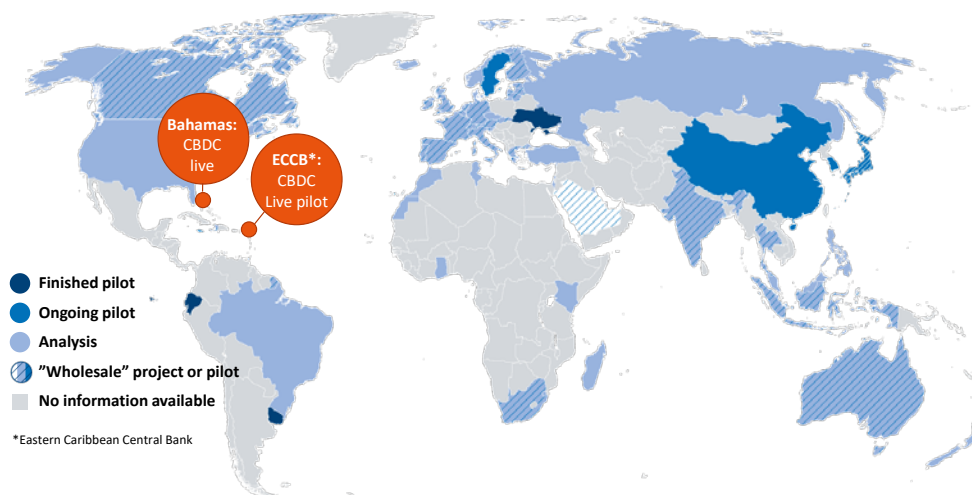 Bahamas:
CBDC
live
ECCB*:
CBDC
Live pilot
Finished pilot
Ongoing pilot
Analysis
”Wholesale” project or pilot
No information available
*Eastern Caribbean Central Bank